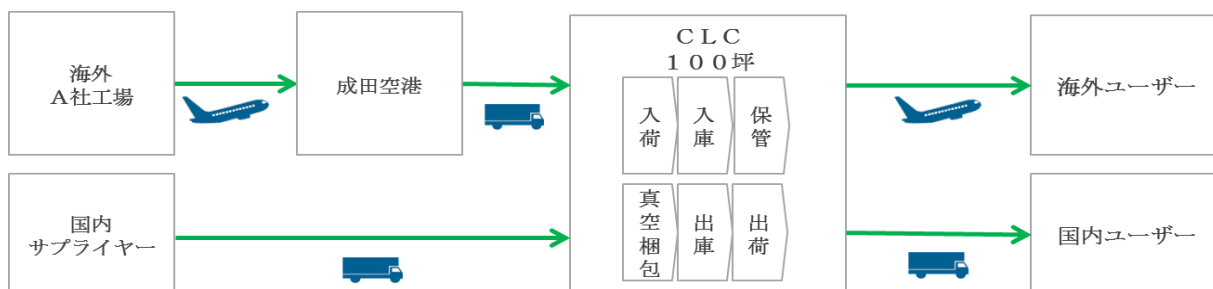 海外
Ａ社工場
成田空港
ＣＬＣ
１００坪
入荷
入庫
保管
真空梱包
出庫
出荷
海外ユーザー
国内
サプライヤー
国内ユーザー